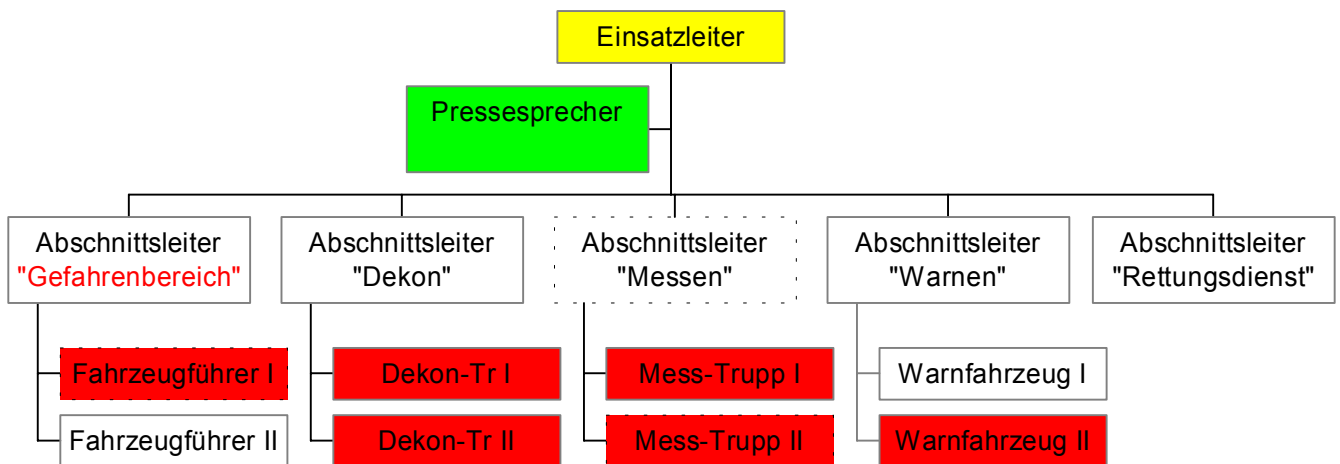 Einsatzleiter
Pressesprecher
Abschnittsleiter
"Gefahrenbereich"
Abschnittsleiter
"Dekon"
Abschnittsleiter
"Messen"
Abschnittsleiter
"Warnen"
Abschnittsleiter
"Rettungsdienst"
Fahrzeugführer I
Dekon-Tr I
Mess-Trupp I
Warnfahrzeug I
Fahrzeugführer II
Dekon-Tr II
Mess-Trupp II
Warnfahrzeug II